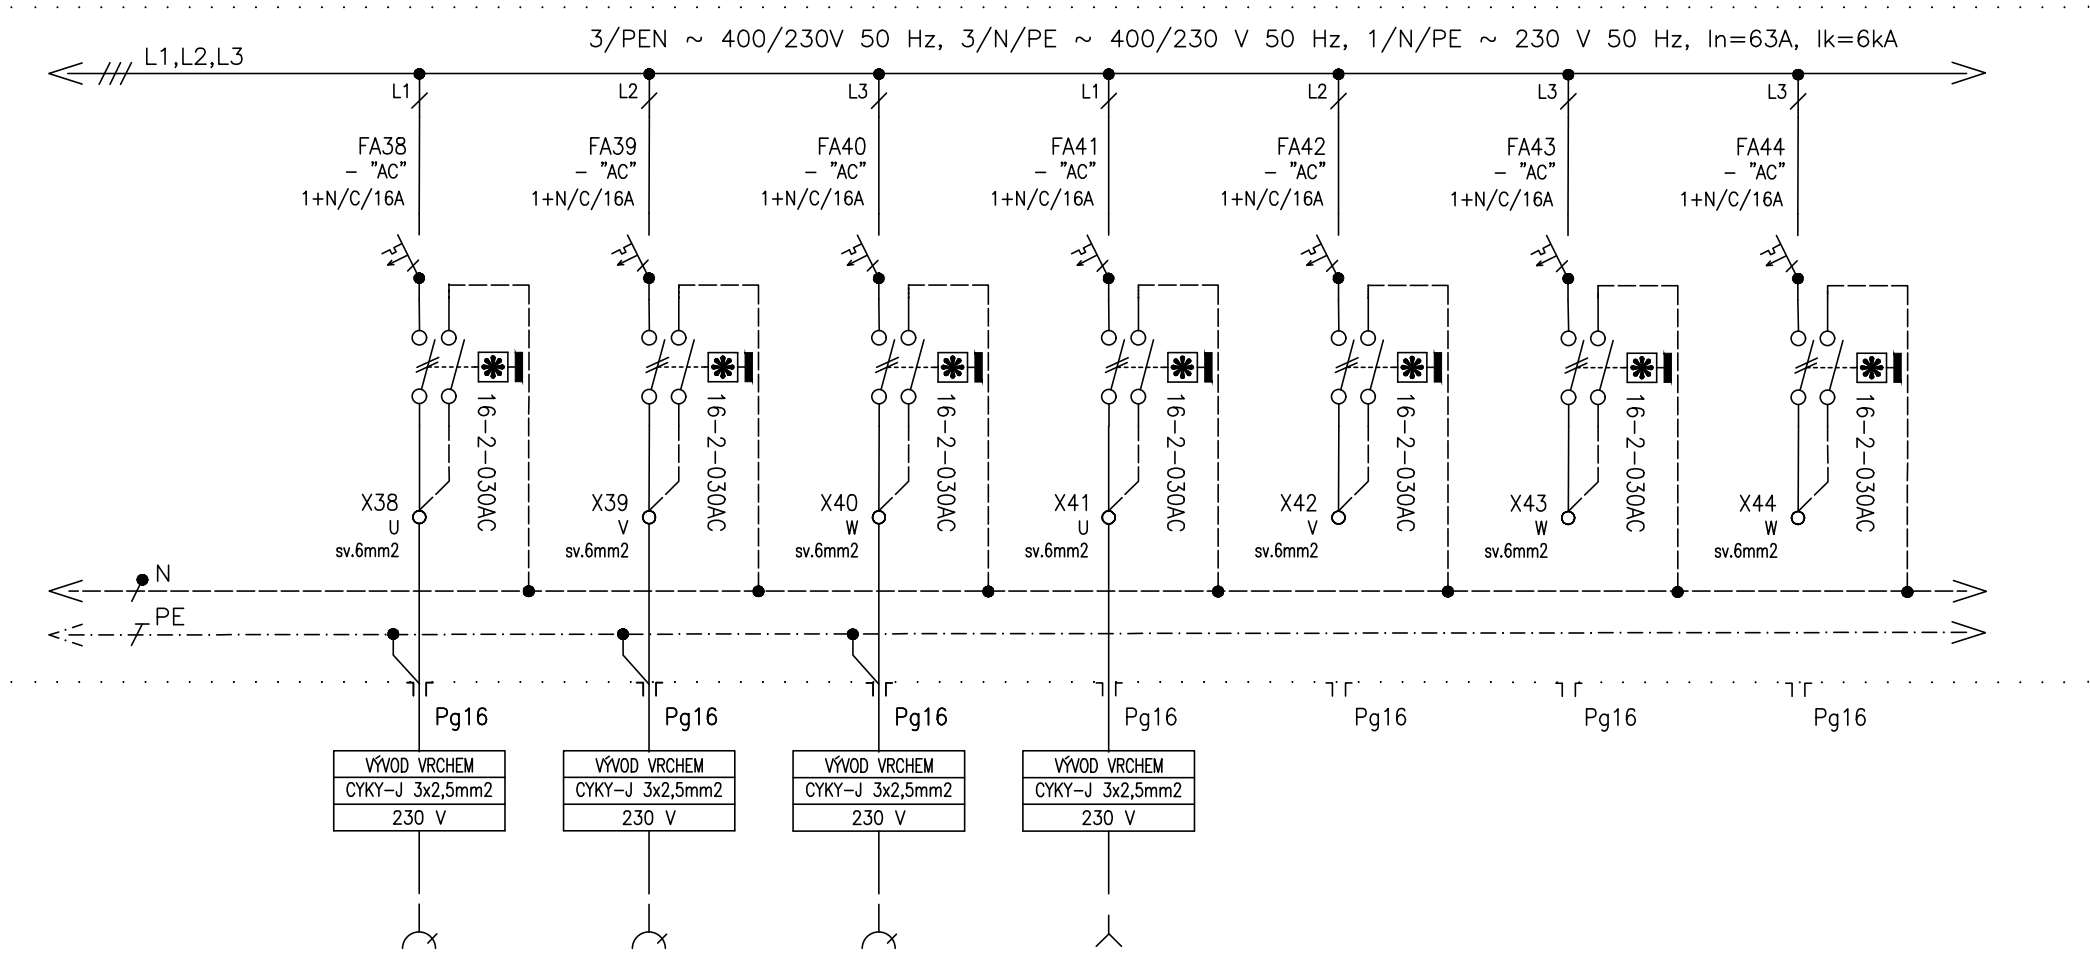 3/PEN ~ 400/230V 50 Hz, 3/N/PE ~ 400/230 V 50 Hz, 1/N/PE ~ 230 V 50 Hz, In=63A, Ik=6kA
L1,L2,L3
L1 L2 L3 L1 L2 L3 L3
FA38 FA39 FA40 FA41 FA42 FA43 FA44
- "AC" - "AC" - "AC" - "AC" - "AC" - "AC" - "AC"
1+N/C/16A 1+N/C/16A 1+N/C/16A 1+N/C/16A 1+N/C/16A 1+N/C/16A 1+N/C/16A
16-2-030AC 16-2-030AC 16-2-030AC 16-2-030AC 16-2-030AC 16-2-030AC 16-2-030AC
X38 X39 X40 X41 X42 X43 X44
U V W U V W W
sv.6mm2 sv.6mm2 sv.6mm2 sv.6mm2 sv.6mm2 sv.6mm2 sv.6mm2
N
PE
Pg16 Pg16 Pg16 Pg16 Pg16 Pg16 Pg16
VÝVOD VRCHEM VÝVOD VRCHEM VÝVOD VRCHEM VÝVOD VRCHEM
CYKY-J 3x2,5mm2 CYKY-J 3x2,5mm2 CYKY-J 3x2,5mm2 CYKY-J 3x2,5mm2
230 V 230 V 230 V 230 V